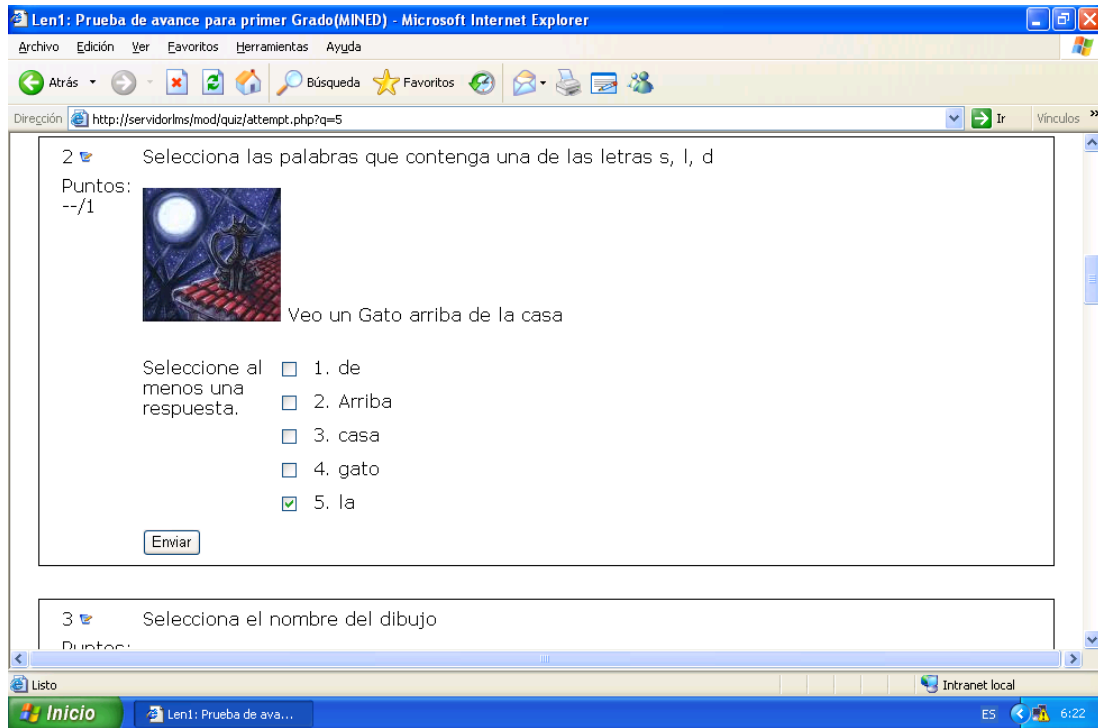 Len1: Prueba de avance para primer Grado(MINED) - Microsoft Internet Explorer
Archivo Edición Ver Favoritos Herramientas Ayuda
Atrás Búsqueda Favoritos
Dirección http://servidorlms/mod/quiz/attempt.php?q=5 Ir Vínculos »
2 Selecciona las palabras que contenga una de las letras s, l, d
Puntos:
--/1
Veo un Gato arriba de la casa
Seleccione al
menos una
respuesta.
1. de
2. Arriba
3. casa
4. gato
5. la
Enviar
3 Selecciona el nombre del dibujo
Puntos:
Listo Intranet local
Inicio Len1: Prueba de ava... ES 6:22